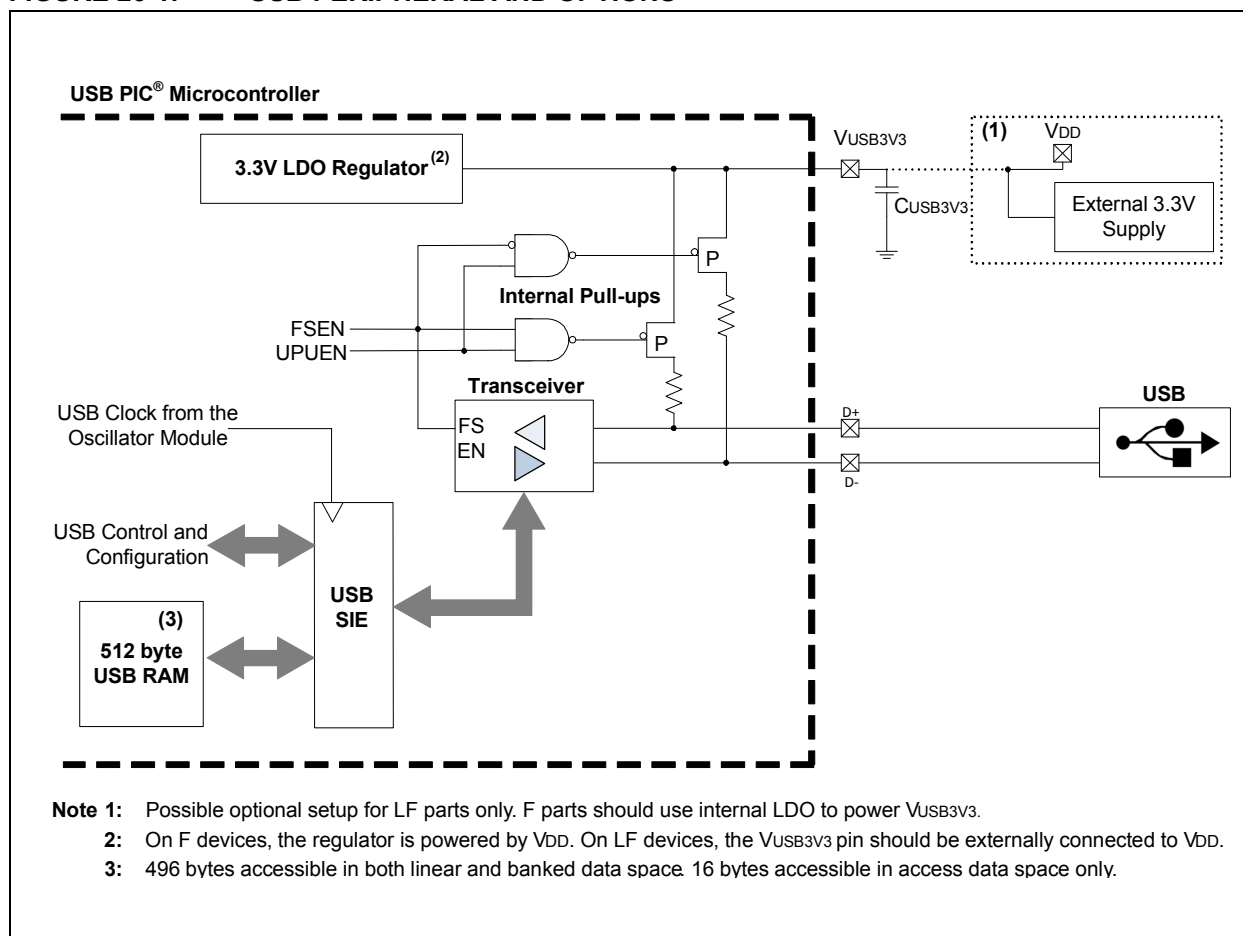 USB PIC® Microcontroller
3.3V LDO Regulator (2)
VUSB3V3
(1)
VDD
CUSB3V3
External 3.3V
Supply
P
Internal Pull-ups
FSEN
UPUEN
P
Transceiver
FS
EN
USB Clock from the
Oscillator Module
D+
D-
USB
USB Control and
Configuration
USB
SIE
(3)
512 byte
USB RAM
Note 1: Possible optional setup for LF parts only. F parts should use internal LDO to power VUSB3V3.
2: On F devices, the regulator is powered by VDD. On LF devices, the VUSB3V3 pin should be externally connected to VDD.
3: 496 bytes accessible in both linear and banked data space. 16 bytes accessible in access data space only.